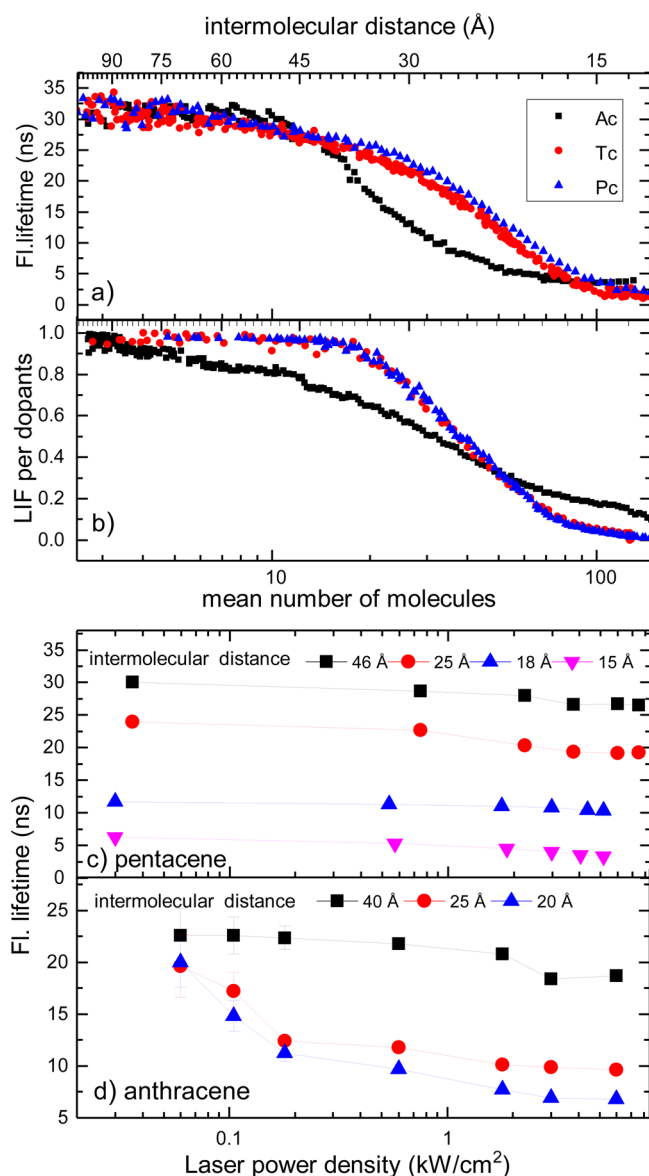 intermolecular distance (Å)
90 75 60 45 30 15
35
30
25
20
15
10
5
0
Fl.lifetime (ns)
Ac
Tc
Pc
a)
1.0
0.8
0.6
0.4
0.2
0.0
LIF per dopants
b)
10 100
mean number of molecules
35
30
25
20
15
10
5
0
intermolecular distance 46 Å 25 Å 18 Å 15 Å
c) pentacene
Fl. lifetime (ns)
25
20
15
10
5
intermolecular distance 40 Å 25 Å 20 Å
d) anthracene
0.1 1
Laser power density (kW/cm²)